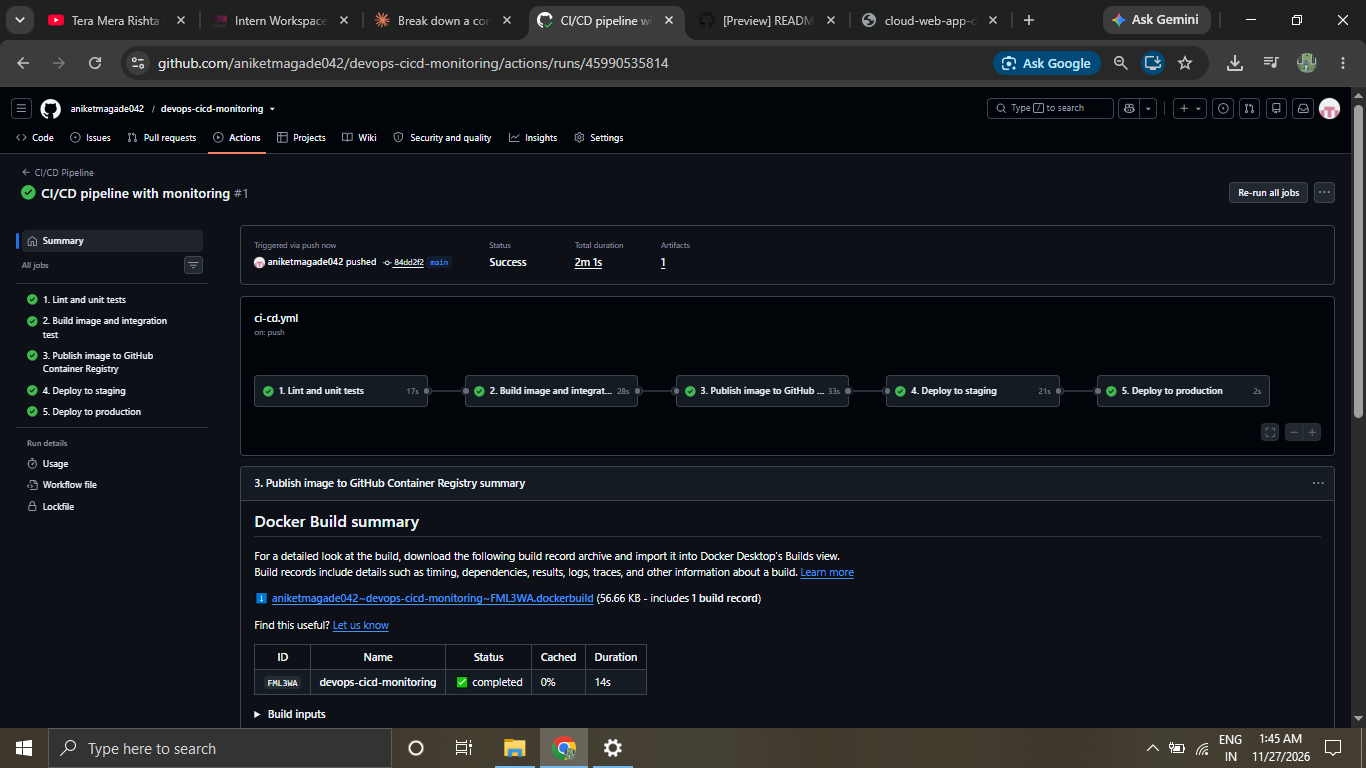 Tera Mera Rishta
Intern Workspace
Break down a cor
CI/CD pipeline wi
[Preview] READM
cloud-web-app-c
Ask Gemini
github.com/aniketmagade042/devops-cicd-monitoring/actions/runs/45990535814
Ask Google
aniketmagade042 / devops-cicd-monitoring
Type / to search
Code
Issues
Pull requests
Actions
Projects
Wiki
Security and quality
Insights
Settings
← CI/CD Pipeline
CI/CD pipeline with monitoring #1
Re-run all jobs
Summary
All jobs
1. Lint and unit tests
2. Build image and integration
test
3. Publish image to GitHub
Container Registry
4. Deploy to staging
5. Deploy to production
Run details
Usage
Workflow file
Lockfile
Triggered via push now
aniketmagade042 pushed 84dd2f2 main
Status
Success
Total duration
2m 1s
Artifacts
1
ci-cd.yml
on: push
1. Lint and unit tests 17s
2. Build image and integrat... 28s
3. Publish image to GitHub ... 33s
4. Deploy to staging 21s
5. Deploy to production 2s
3. Publish image to GitHub Container Registry summary
Docker Build summary
For a detailed look at the build, download the following build record archive and import it into Docker Desktop's Builds view.
Build records include details such as timing, dependencies, results, logs, traces, and other information about a build. Learn more
aniketmagade042~devops-cicd-monitoring~FML3WA.dockerbuild (56.66 KB - includes 1 build record)
Find this useful? Let us know
ID Name Status Cached Duration
FML3WA devops-cicd-monitoring ✅ completed 0% 14s
Build inputs
Type here to search
ENG
IN
1:45 AM
11/27/2026